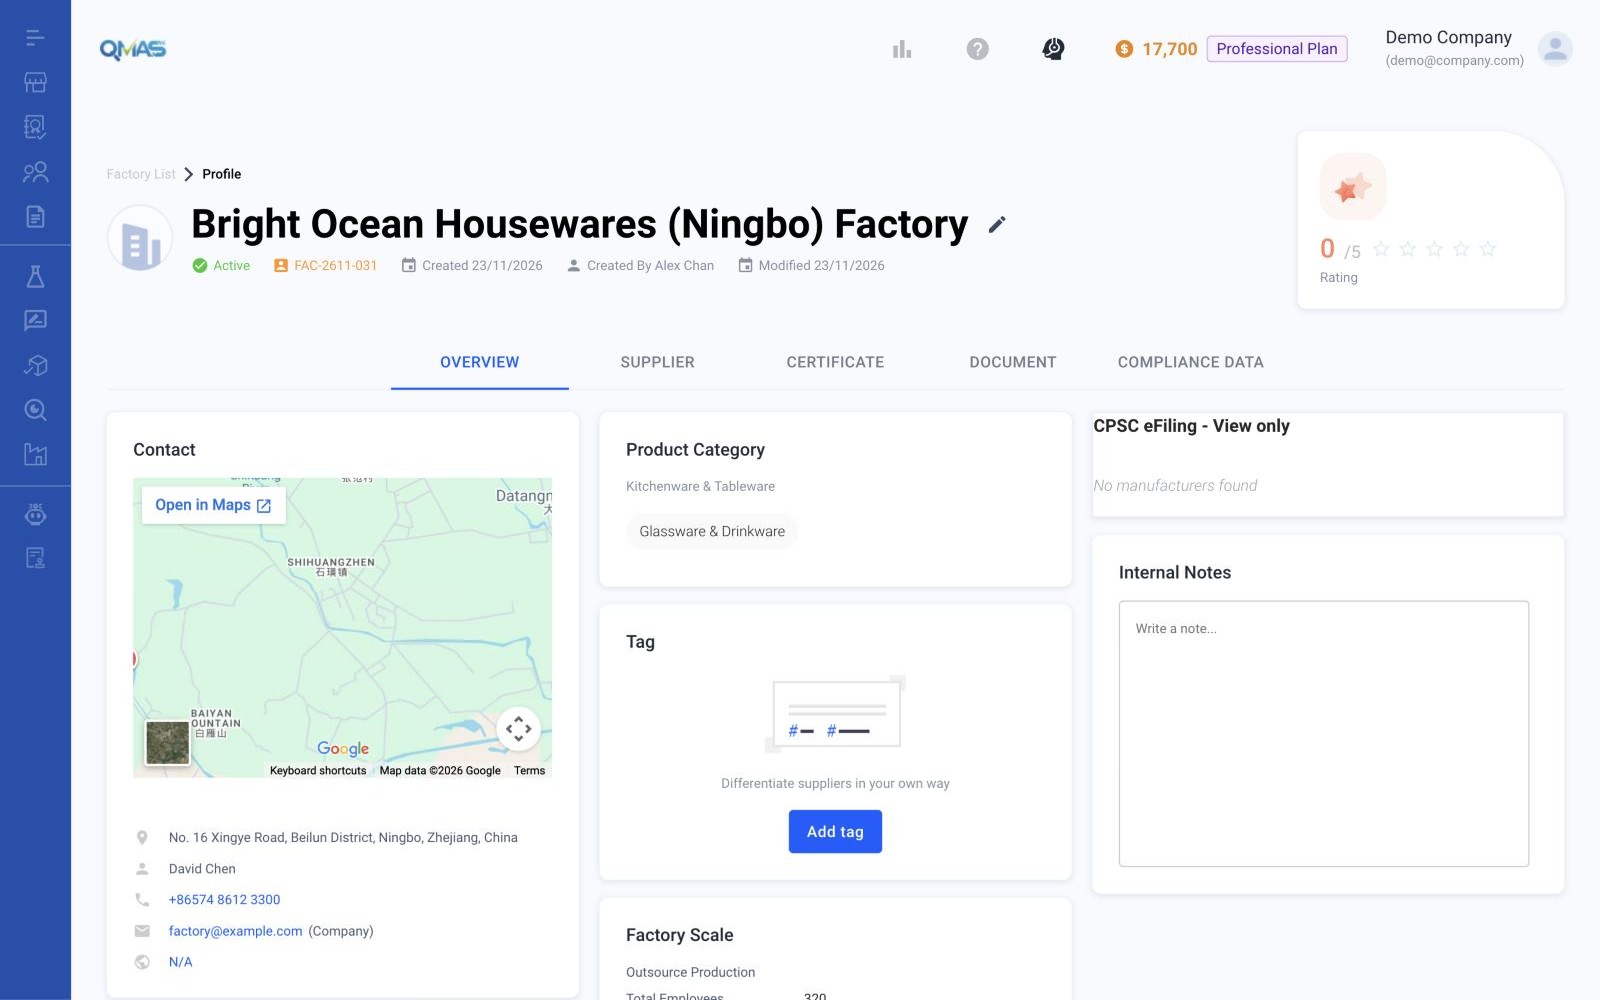 QMAS
17,700
Professional Plan
Demo Company
(demo@company.com)
Factory List
Profile
Bright Ocean Housewares (Ningbo) Factory
Active
FAC-2611-031
Created 23/11/2026
Created By Alex Chan
Modified 23/11/2026
0 /5
Rating
OVERVIEW
SUPPLIER
CERTIFICATE
DOCUMENT
COMPLIANCE DATA
Contact
Open in Maps
Datangn
SHIHUANGZHEN
石璜镇
BAIYAN
OUNTAIN
白雁山
Google
Keyboard shortcuts
Map data ©2026 Google
Terms
No. 16 Xingye Road, Beilun District, Ningbo, Zhejiang, China
David Chen
+86574 8612 3300
factory@example.com (Company)
N/A
Product Category
Kitchenware & Tableware
Glassware & Drinkware
Tag
# #
Differentiate suppliers in your own way
Add tag
Factory Scale
Outsource Production
Total Employees 320
CPSC eFiling - View only
No manufacturers found
Internal Notes
Write a note...